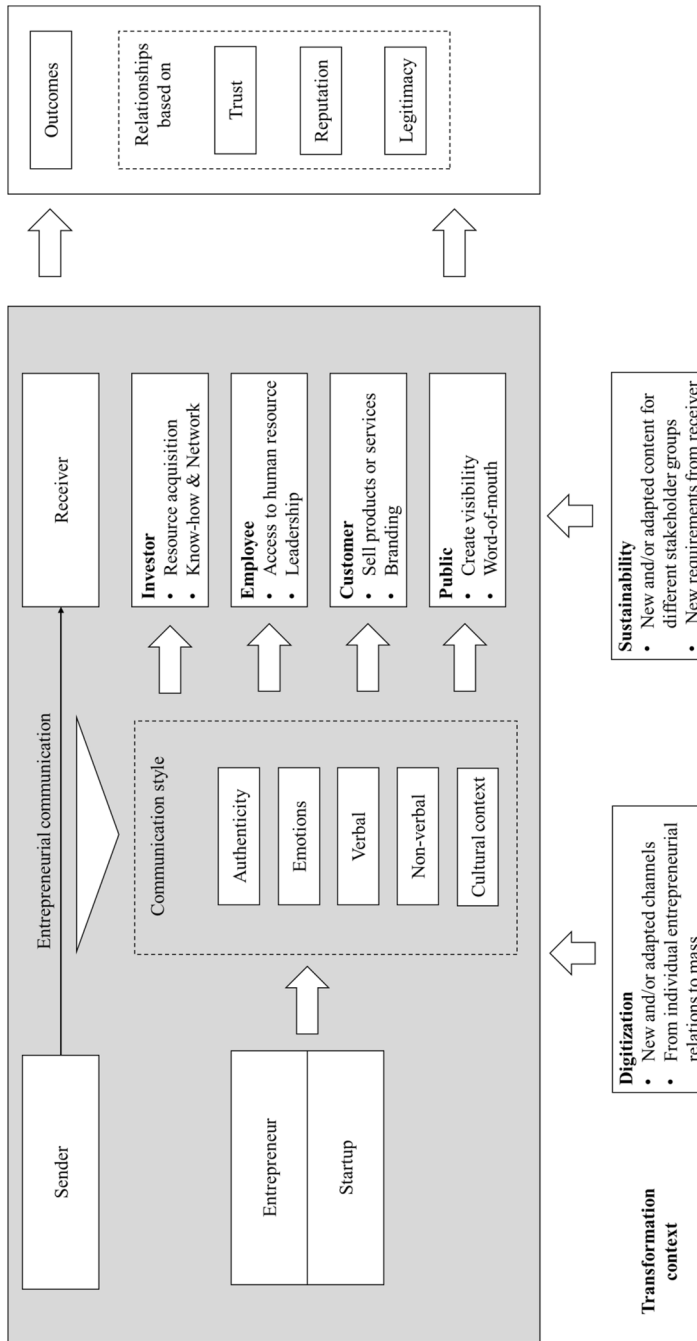 Sender
Entrepreneurial communication
Receiver
Outcomes
Entrepreneur
Startup
Communication style
Authenticity
Emotions
Verbal
Non-verbal
Cultural context
Investor
• Resource acquisition
• Know-how & Network
Employee
• Access to human resource
• Leadership
Customer
• Sell products or services
• Branding
Public
• Create visibility
• Word-of-mouth
Relationships
based on
Trust
Reputation
Legitimacy
Transformation
context
Digitization
• New and/or adapted channels
• From individual entrepreneurial
relations to mass
Sustainability
• New and/or adapted content for
different stakeholder groups
• New requirements from receiver